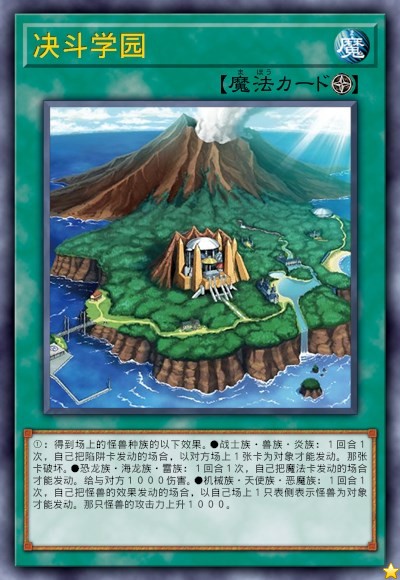 决斗学园
魔
【魔法カード】
ま ほう
①：得到场上的怪兽种族的以下效果。●战士族・兽族・炎族：1回合1
次，自己把陷阱卡发动的场合，以对方场上1张卡为对象才能发动。那张
卡破坏。●恐龙族・海龙族・雷族：1回合1次，自己把魔法卡发动的场合
才能发动。给与对方1000伤害。●机械族・天使族・恶魔族：1回合1
次，自己把怪兽的效果发动的场合，以自己场上1只表侧表示怪兽为对象
才能发动。那只怪兽的攻击力上升1000。